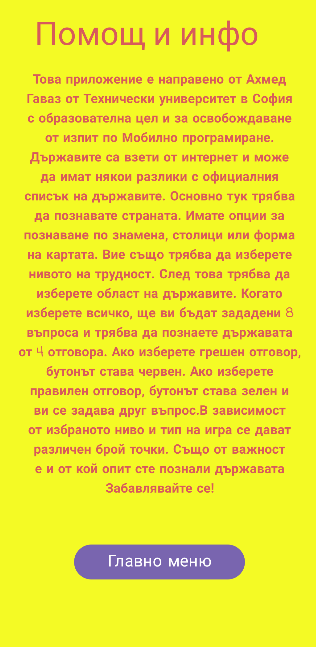 Помощ и инфо
Това приложение е направено от Ахмед
Гаваз от Технически университет в София
с образователна цел и за освобождаване
от изпит по Мобилно програмиране.
Държавите са взети от интернет и може
да имат някои разлики с официалния
списък на държавите. Основно тук трябва
да познавате страната. Имате опции за
познаване по знамена, столици или форма
на картата. Вие също трябва да изберете
нивото на трудност. След това трябва да
изберете област на държавите. Когато
изберете всичко, ще ви бъдат зададени 8
въпроса и трябва да познаете държавата
от 4 отговора. Ако изберете грешен отговор,
бутонът става червен. Ако изберете
правилен отговор, бутонът става зелен и
ви се задава друг въпрос.В зависимост
от избраното ниво и тип на игра се дават
различен брой точки. Също от важност
е и от кой опит сте познали държавата
Забавлявайте се!
Главно меню